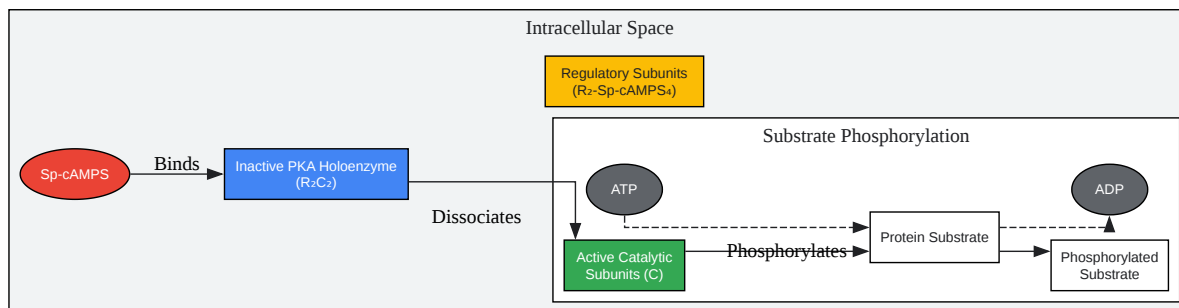 Intracellular Space
Regulatory Subunits
(R₂-Sp-cAMPS₄)
Substrate Phosphorylation
Sp-cAMPS
Binds
Inactive PKA Holoenzyme
(R₂C₂)
Dissociates
ATP
ADP
Active Catalytic
Subunits (C)
Phosphorylates
Protein Substrate
Phosphorylated
Substrate